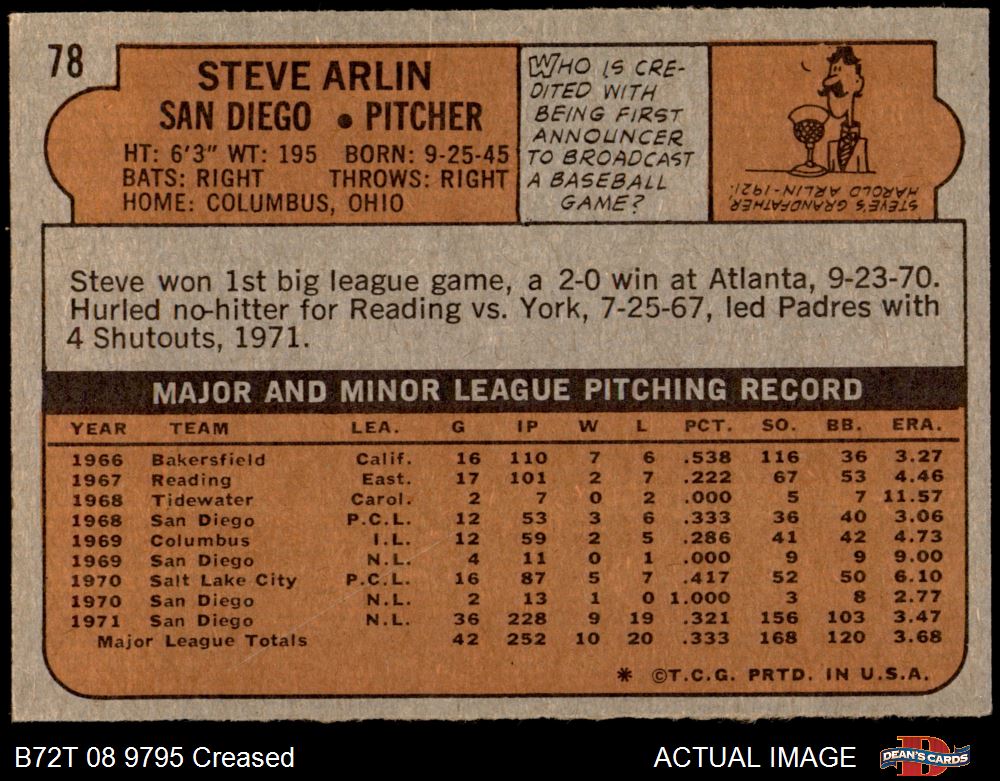 78
STEVE ARLIN
SAN DIEGO • PITCHER
HT: 6'3" WT: 195 BORN: 9-25-45
BATS: RIGHT THROWS: RIGHT
HOME: COLUMBUS, OHIO
WHO IS CRE-
DITED WITH
BEING FIRST
ANNOUNCER
TO BROADCAST
A BASEBALL
GAME?
STEVE'S GRANDFATHER
HAROLD ARLIN-1921.
Steve won 1st big league game, a 2-0 win at Atlanta, 9-23-70.
Hurled no-hitter for Reading vs. York, 7-25-67, led Padres with
4 Shutouts, 1971.
MAJOR AND MINOR LEAGUE PITCHING RECORD
YEAR TEAM LEA. G IP W L PCT. SO. BB. ERA.
1966 Bakersfield Calif. 16 110 7 6 .538 116 36 3.27
1967 Reading East. 17 101 2 7 .222 67 53 4.46
1968 Tidewater Carol. 2 7 0 2 .000 5 7 11.57
1968 San Diego P.C.L. 12 53 3 6 .333 36 40 3.06
1969 Columbus I.L. 12 59 2 5 .286 41 42 4.73
1969 San Diego N.L. 4 11 0 1 .000 9 9 9.00
1970 Salt Lake City P.C.L. 16 87 5 7 .417 52 50 6.10
1970 San Diego N.L. 2 13 1 0 1.000 3 8 2.77
1971 San Diego N.L. 36 228 9 19 .321 156 103 3.47
Major League Totals 42 252 10 20 .333 168 120 3.68
* ©T.C.G. PRTD. IN U.S.A.
B72T 08 9795 Creased
ACTUAL IMAGE
D
DEAN'S CARDS